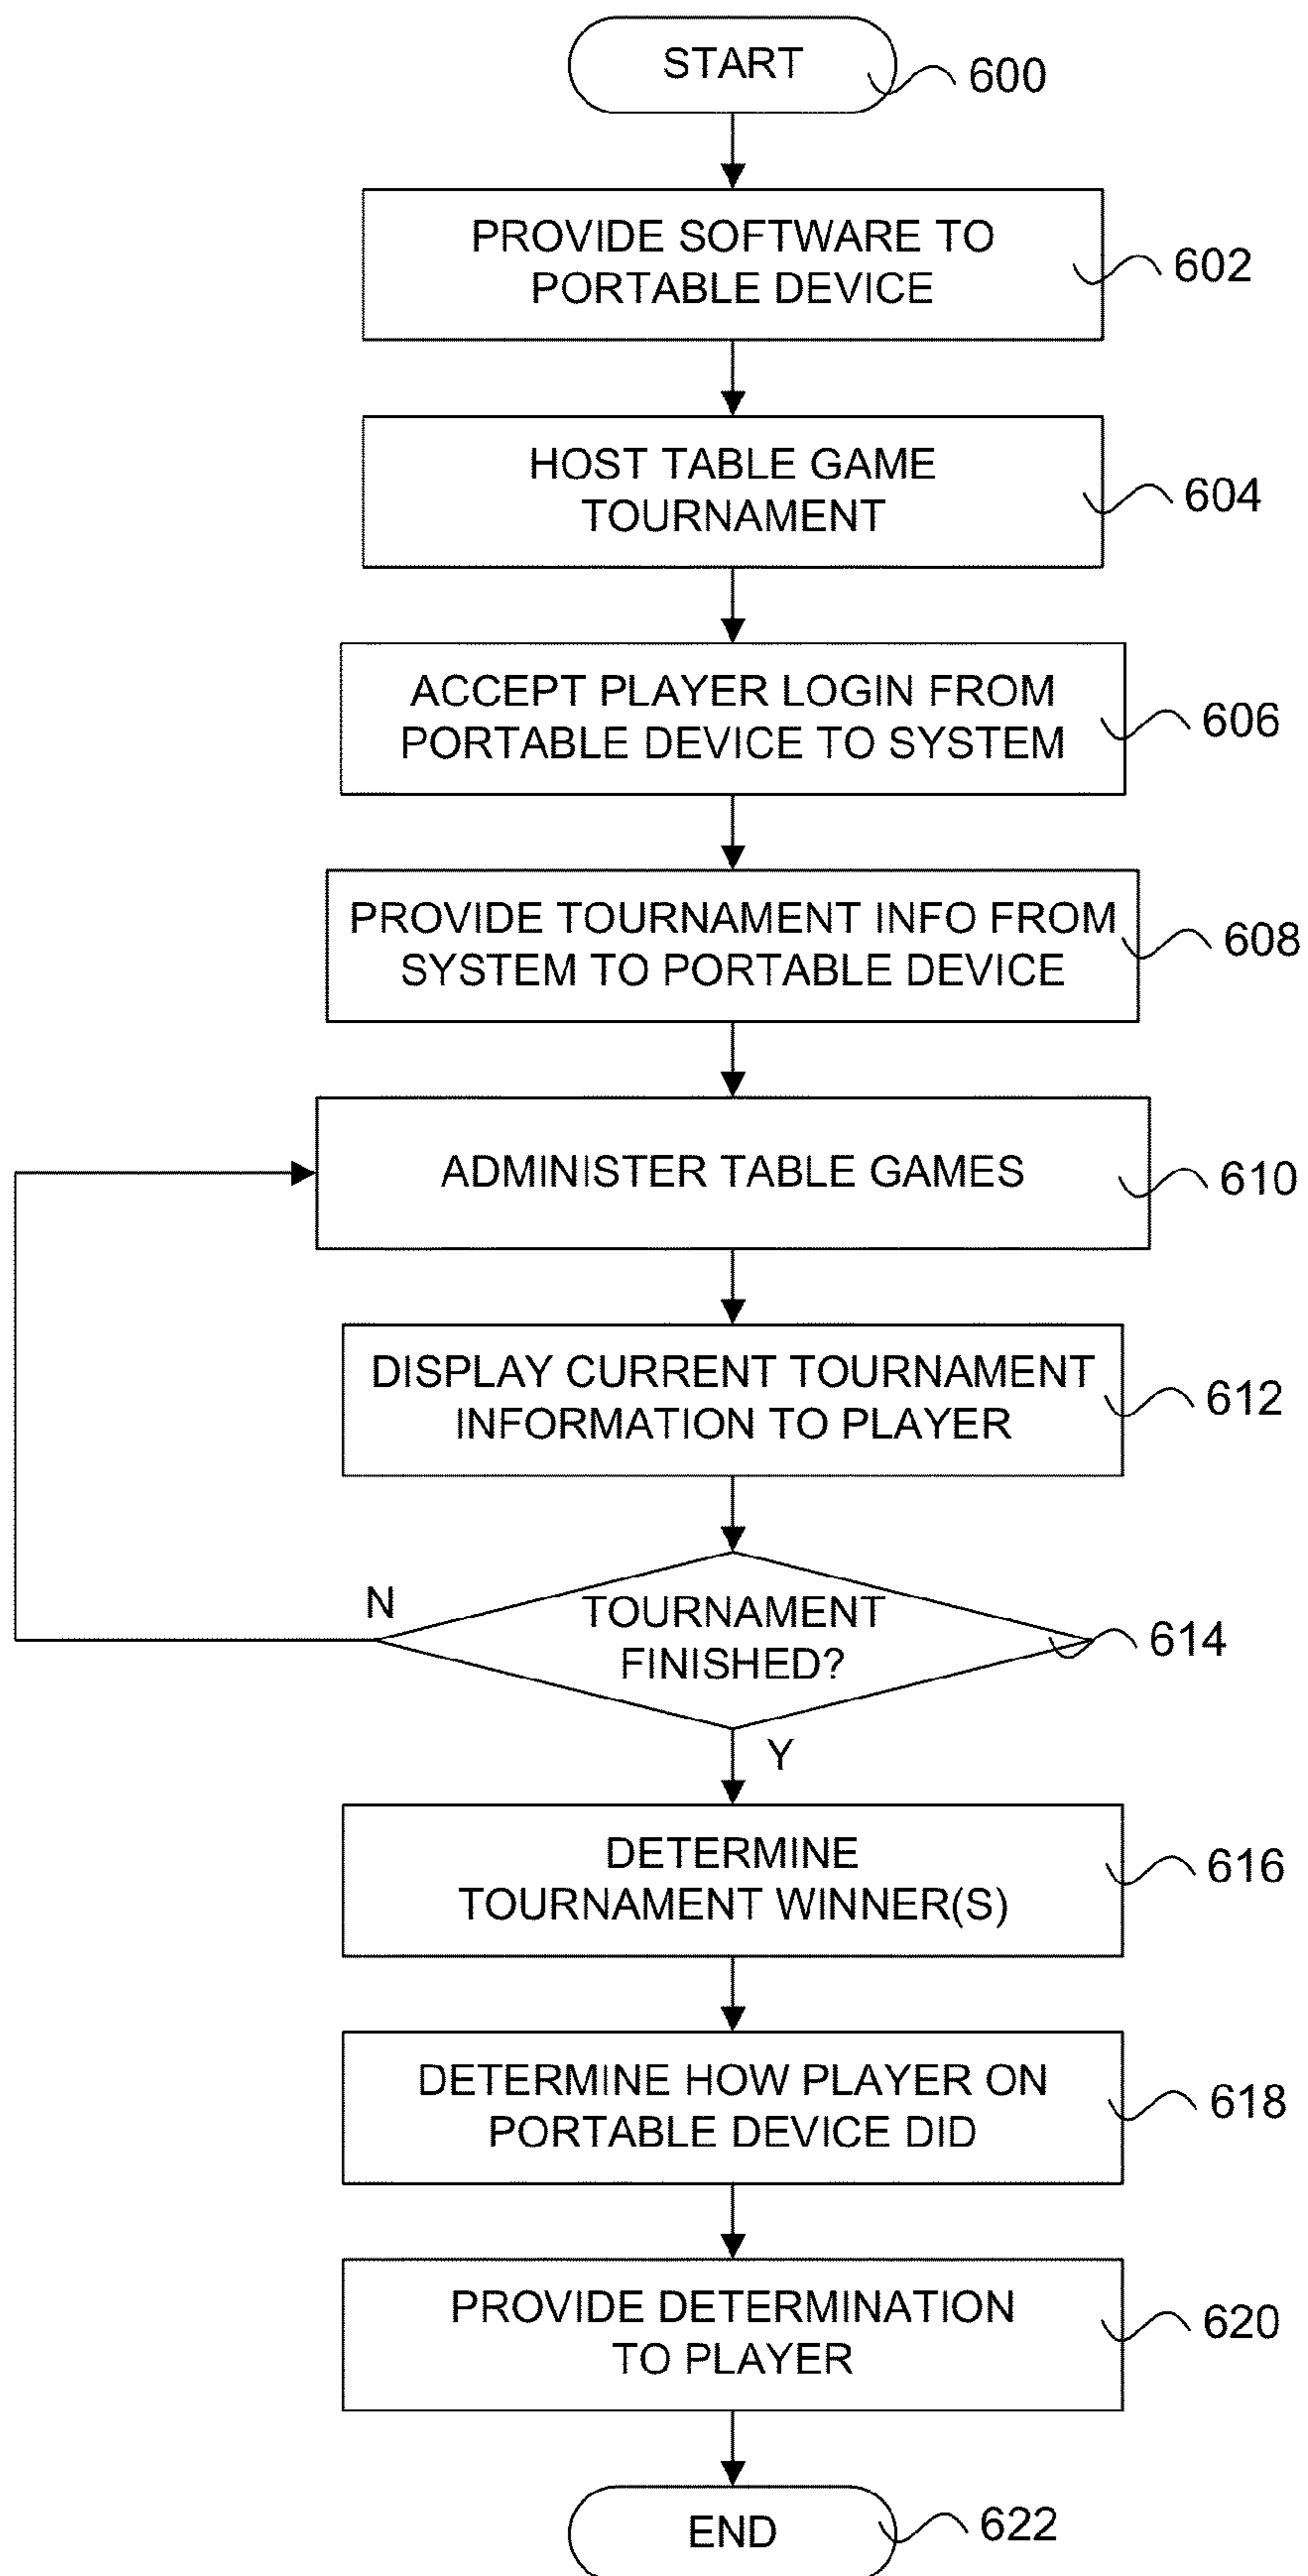 START
600
PROVIDE SOFTWARE TO
PORTABLE DEVICE
602
HOST TABLE GAME
TOURNAMENT
604
ACCEPT PLAYER LOGIN FROM
PORTABLE DEVICE TO SYSTEM
606
PROVIDE TOURNAMENT INFO FROM
SYSTEM TO PORTABLE DEVICE
608
ADMINISTER TABLE GAMES
610
DISPLAY CURRENT TOURNAMENT
INFORMATION TO PLAYER
612
N
TOURNAMENT
FINISHED?
614
Y
DETERMINE
TOURNAMENT WINNER(S)
616
DETERMINE HOW PLAYER ON
PORTABLE DEVICE DID
618
PROVIDE DETERMINATION
TO PLAYER
620
END
622